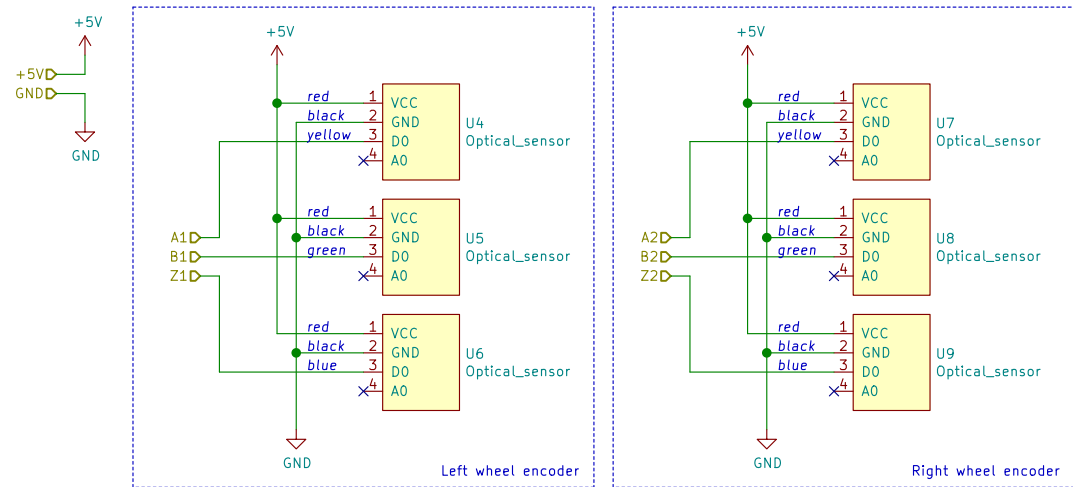 +5V
+5V
GND
GND
+5V
red 1 VCC
black 2 GND U4
yellow 3 D0 Optical_sensor
4 A0
red 1 VCC
A1 black 2 GND U5
B1 green 3 D0 Optical_sensor
Z1 4 A0
red 1 VCC
black 2 GND U6
blue 3 D0 Optical_sensor
4 A0
GND
Left wheel encoder
+5V
red 1 VCC
black 2 GND U7
yellow 3 D0 Optical_sensor
4 A0
red 1 VCC
A2 black 2 GND U8
B2 green 3 D0 Optical_sensor
Z2 4 A0
red 1 VCC
black 2 GND U9
blue 3 D0 Optical_sensor
4 A0
GND
Right wheel encoder